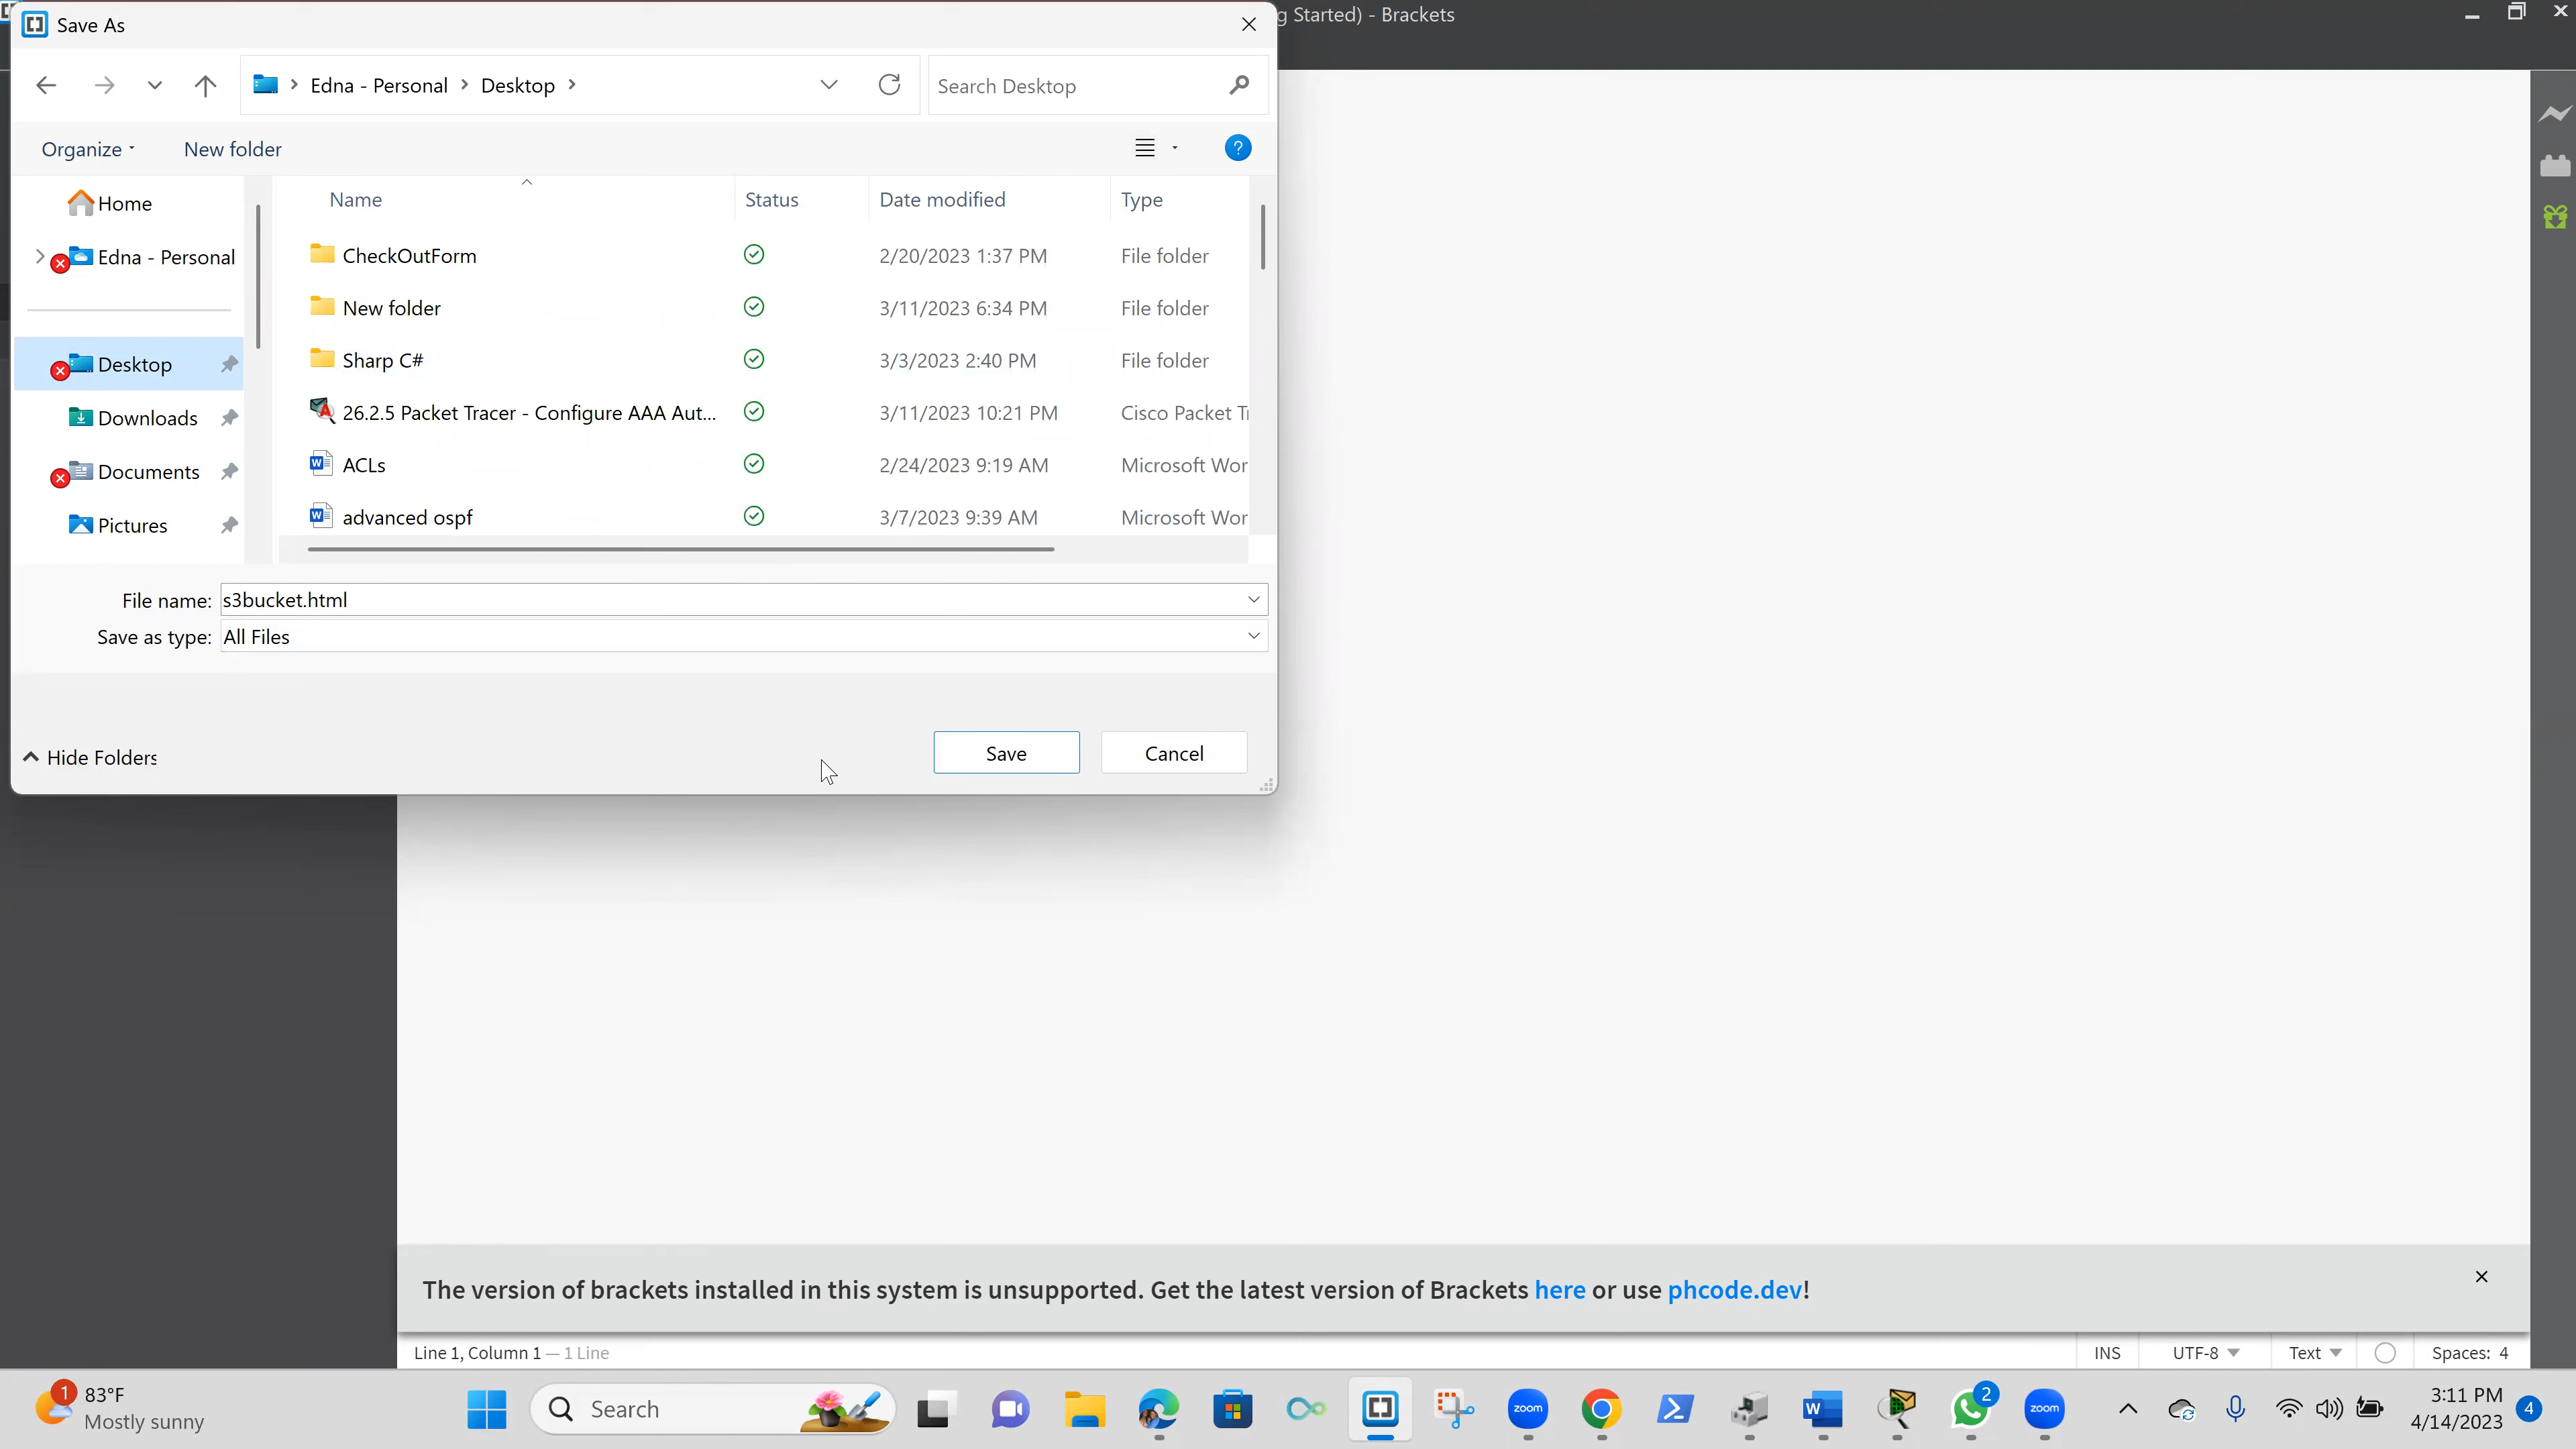 Save As
g Started) - Brackets
Edna - Personal > Desktop >
Search Desktop
Organize
New folder
Name Status Date modified Type
Home
Edna - Personal
Desktop
Downloads
Documents
Pictures
CheckOutForm 2/20/2023 1:37 PM File folder
New folder 3/11/2023 6:34 PM File folder
Sharp C# 3/3/2023 2:40 PM File folder
26.2.5 Packet Tracer - Configure AAA Aut... 3/11/2023 10:21 PM Cisco Packet Tr
ACLs 2/24/2023 9:19 AM Microsoft Wor
advanced ospf 3/7/2023 9:39 AM Microsoft Wor
File name: s3bucket.html
Save as type: All Files
Hide Folders
Save
Cancel
The version of brackets installed in this system is unsupported. Get the latest version of Brackets here or use phcode.dev!
Line 1, Column 1 — 1 Line
INS UTF-8 Text Spaces: 4
1
83°F
Mostly sunny
Search
zoom
2
zoom
3:11 PM
4/14/2023
4